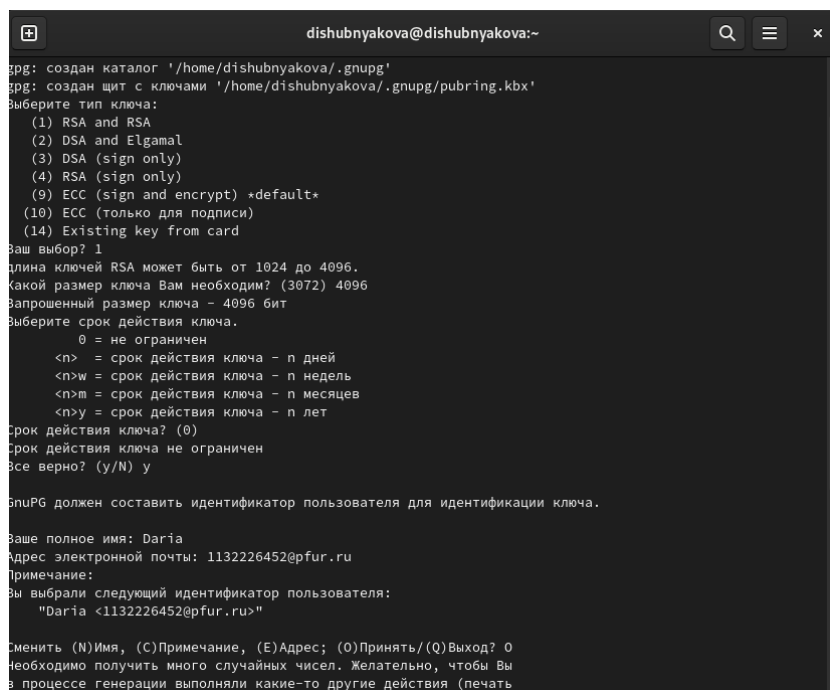 dishubnyakova@dishubnyakova:~
gpg: создан каталог '/home/dishubnyakova/.gnupg'
gpg: создан щит с ключами '/home/dishubnyakova/.gnupg/pubring.kbx'
Выберите тип ключа:
(1) RSA and RSA
(2) DSA and Elgamal
(3) DSA (sign only)
(4) RSA (sign only)
(9) ECC (sign and encrypt) *default*
(10) ECC (только для подписи)
(14) Existing key from card
Ваш выбор? 1
длина ключей RSA может быть от 1024 до 4096.
Какой размер ключа Вам необходим? (3072) 4096
Запрошенный размер ключа - 4096 бит
Выберите срок действия ключа.
0 = не ограничен
<n> = срок действия ключа - n дней
<n>w = срок действия ключа - n недель
<n>m = срок действия ключа - n месяцев
<n>y = срок действия ключа - n лет
Срок действия ключа? (0)
Срок действия ключа не ограничен
Все верно? (y/N) y
GnuPG должен составить идентификатор пользователя для идентификации ключа.
Ваше полное имя: Daria
Адрес электронной почты: 1132226452@pfur.ru
Примечание:
Вы выбрали следующий идентификатор пользователя:
"Daria <1132226452@pfur.ru>"
Сменить (N)Имя, (C)Примечание, (E)Адрес; (O)Принять/(Q)Выход? O
Необходимо получить много случайных чисел. Желательно, чтобы Вы
в процессе генерации выполняли какие-то другие действия (печать